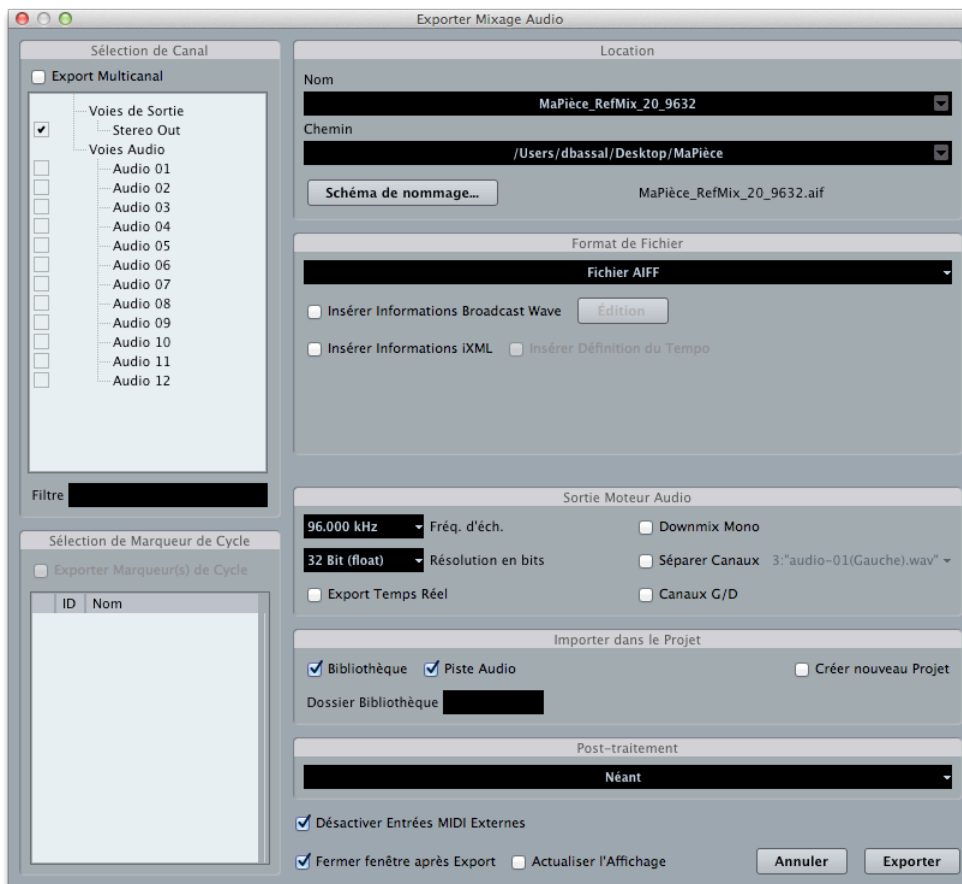 Exporter Mixage Audio
Sélection de Canal
Export Multicanal
Voies de Sortie
Stereo Out
Voies Audio
Audio 01
Audio 02
Audio 03
Audio 04
Audio 05
Audio 06
Audio 07
Audio 08
Audio 09
Audio 10
Audio 11
Audio 12
Filtre
Sélection de Marqueur de Cycle
Exporter Marqueur(s) de Cycle
ID Nom
Location
Nom
MaPièce_RefMix_20_9632
Chemin
/Users/dbassal/Desktop/MaPièce
Schéma de nommage... MaPièce_RefMix_20_9632.aif
Format de Fichier
Fichier AIFF
Insérer Informations Broadcast Wave Édition
Insérer Informations iXML Insérer Définition du Tempo
Sortie Moteur Audio
96.000 kHz Fréq. d'éch. Downmix Mono
32 Bit (float) Résolution en bits Séparer Canaux 3:"audio-01(Gauche).wav"
Export Temps Réel Canaux G/D
Importer dans le Projet
Bibliothèque Piste Audio Créer nouveau Projet
Dossier Bibliothèque
Post-traitement
Néant
Désactiver Entrées MIDI Externes
Fermer fenêtre après Export Actualiser l'Affichage Annuler Exporter